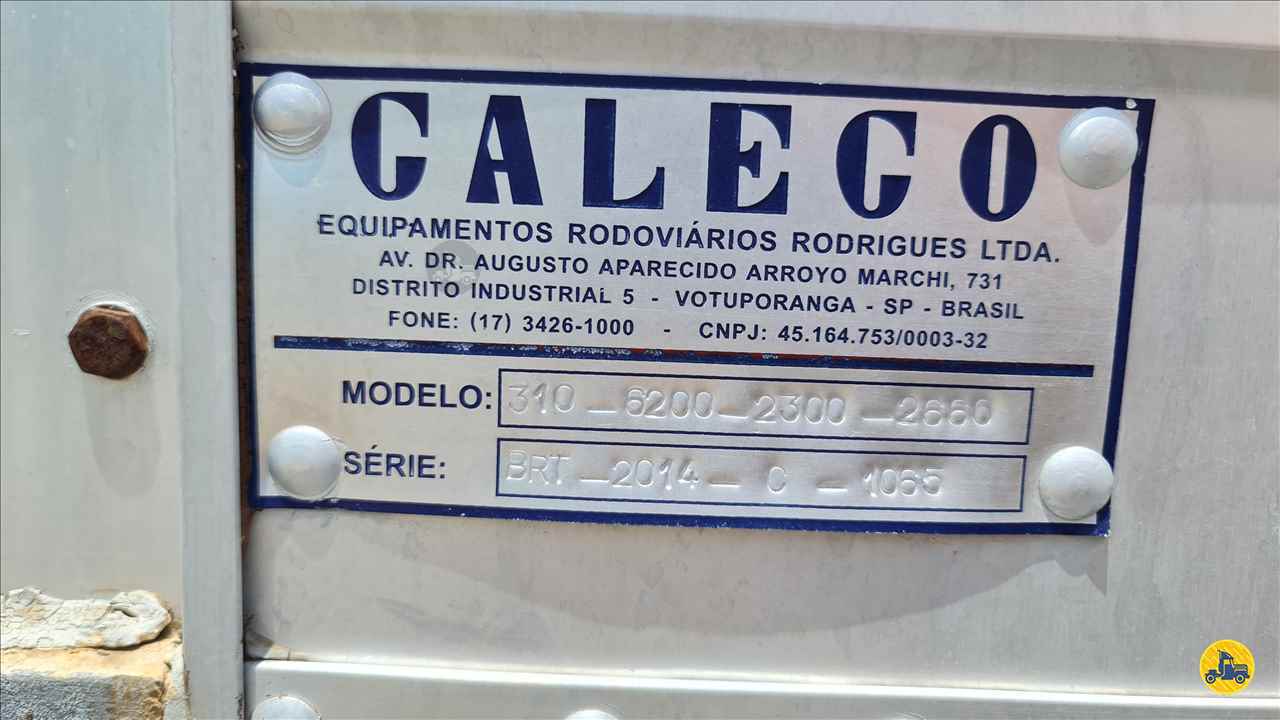 GALEGO
EQUIPAMENTOS RODOVIÁRIOS RODRIGUES LTDA.
AV. DR. AUGUSTO APARECIDO ARROYO MARCHI, 731
DISTRITO INDUSTRIAL 5 - VOTUPORANGA - SP - BRASIL
FONE: (17) 3426-1000 - CNPJ: 45.164.753/0003-32
MODELO: 310-6200-2300-2660
SÉRIE: BRT-2014-C-1065